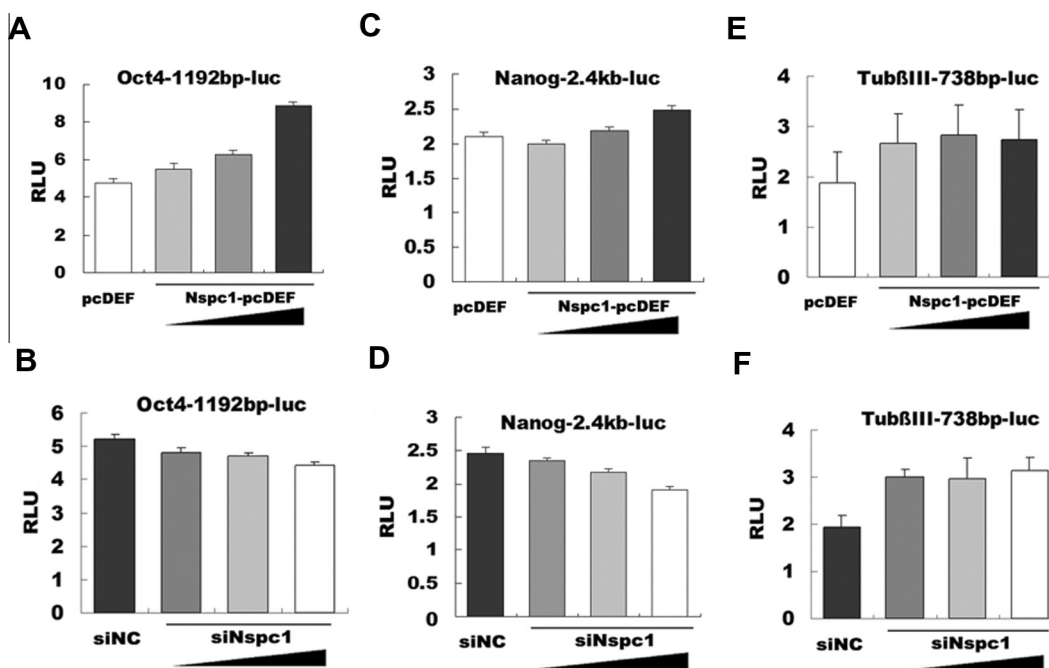 A
Oct4-1192bp-luc
RLU
10
8
6
4
2
0
pcDEF
Nspc1-pcDEF
C
Nanog-2.4kb-luc
RLU
3
2.5
2
1.5
1
0.5
0
pcDEF
Nspc1-pcDEF
E
TubßIII-738bp-luc
RLU
4
3
2
1
0
pcDEF
Nspc1-pcDEF
B
Oct4-1192bp-luc
RLU
6
5
4
3
2
1
0
siNC
siNspc1
D
Nanog-2.4kb-luc
RLU
3
2.5
2
1.5
1
0.5
0
siNC
siNspc1
F
TubßIII-738bp-luc
RLU
4
3
2
1
0
siNC
siNspc1